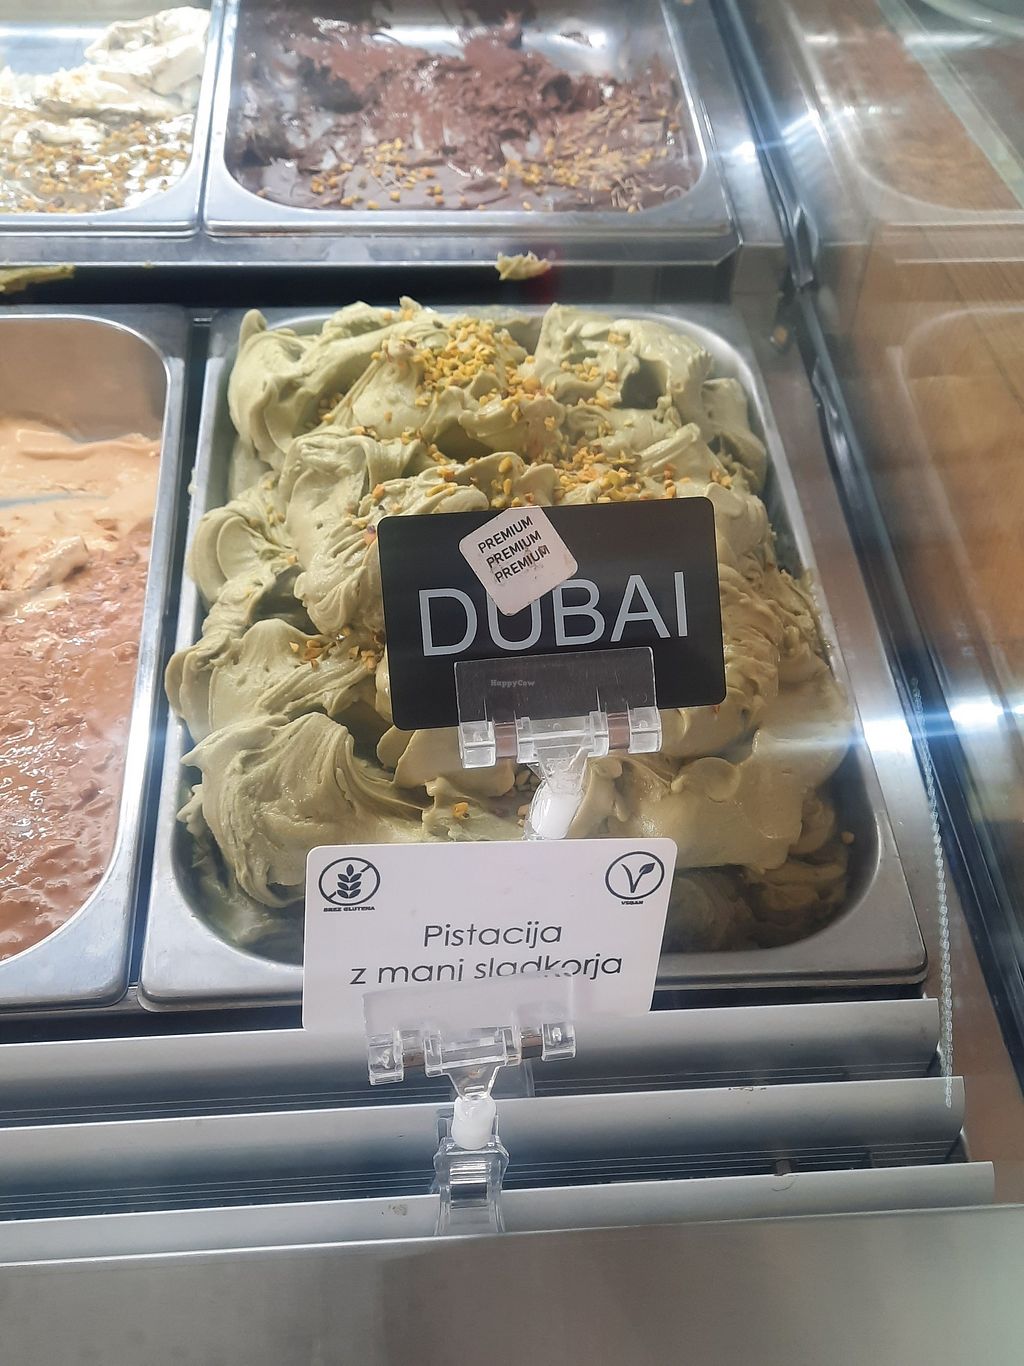 PREMIUM
PREMIUM
PREMIUM
DUBAI
HappyCow
BREZ GLUTENA
VEGAN
Pistacija
z manj sladkorja